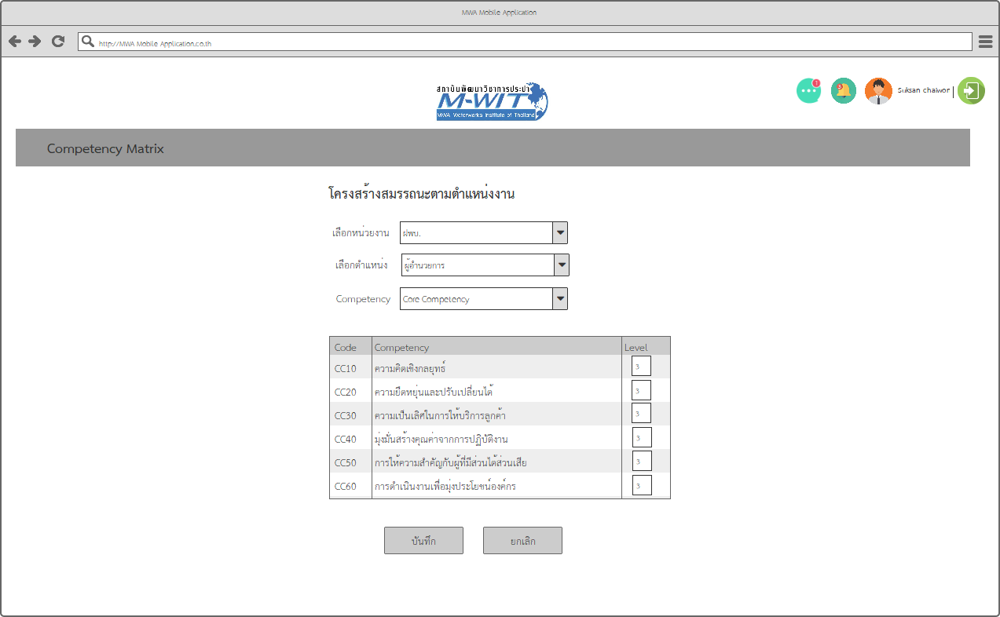 MWA Mobile Application
http://MWA Mobile Application.co.th
สถาบันพัฒนาวิชาการประปา
M-WIT
MWA Waterworks Institute of Thailand
1
5
Suksan chaiwon
Competency Matrix
โครงสร้างสมรรถนะตามตำแหน่งงาน
เลือกหน่วยงาน ฝพบ.
เลือกตำแหน่ง ผู้อำนวยการ
Competency Core Competency
Code Competency Level
CC10 ความคิดเชิงกลยุทธ์ 3
CC20 ความยืดหยุ่นและปรับเปลี่ยนได้ 3
CC30 ความเป็นเลิศในการให้บริการลูกค้า 3
CC40 มุ่งมั่นสร้างคุณค่าจากการปฏิบัติงาน 3
CC50 การให้ความสำคัญกับผู้ที่มีส่วนได้ส่วนเสีย 3
CC60 การดำเนินงานเพื่อมุ่งประโยชน์องค์กร 3
บันทึก ยกเลิก